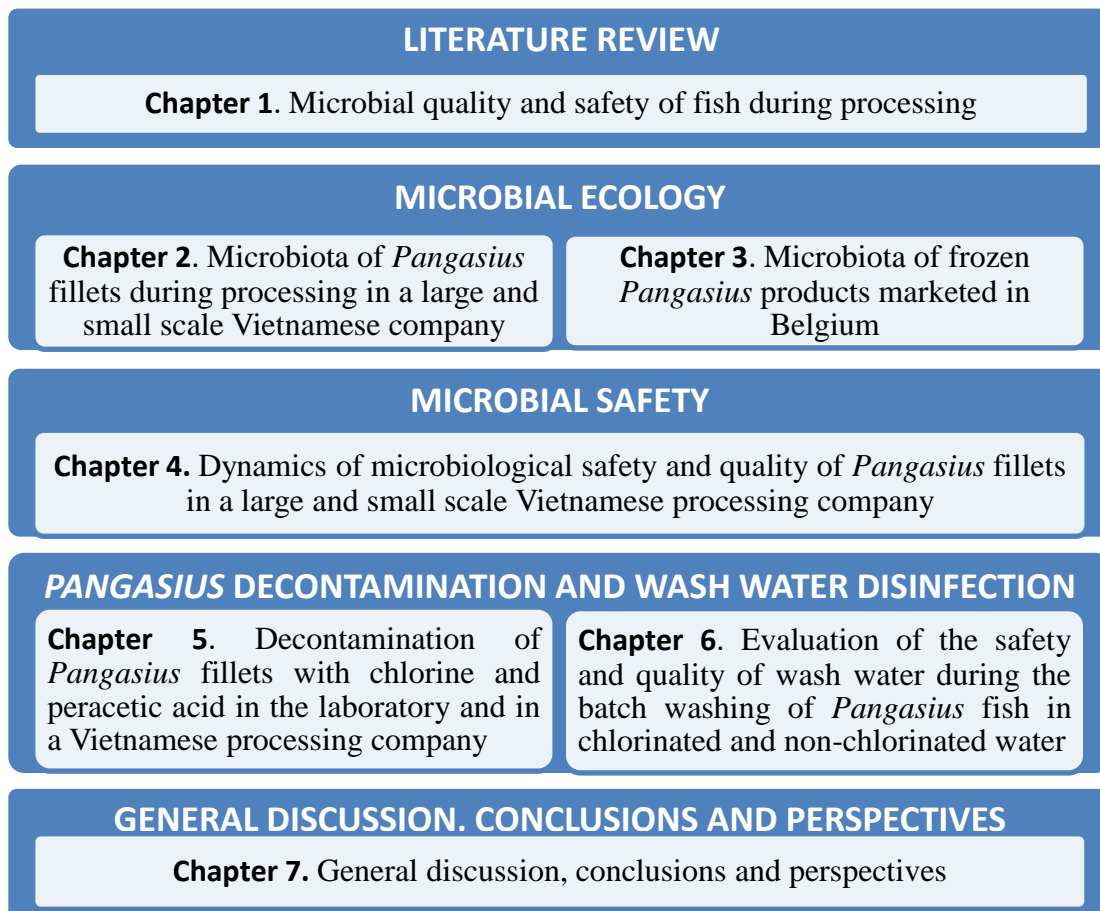 LITERATURE REVIEW
Chapter 1. Microbial quality and safety of fish during processing
MICROBIAL ECOLOGY
Chapter 2. Microbiota of Pangasius
fillets during processing in a large and
small scale Vietnamese company
Chapter 3. Microbiota of frozen
Pangasius products marketed in
Belgium
MICROBIAL SAFETY
Chapter 4. Dynamics of microbiological safety and quality of Pangasius fillets
in a large and small scale Vietnamese processing company
PANGASIUS DECONTAMINATION AND WASH WATER DISINFECTION
Chapter 5. Decontamination of
Pangasius fillets with chlorine and
peracetic acid in the laboratory and in
a Vietnamese processing company
Chapter 6. Evaluation of the safety
and quality of wash water during the
batch washing of Pangasius fish in
chlorinated and non-chlorinated water
GENERAL DISCUSSION. CONCLUSIONS AND PERSPECTIVES
Chapter 7. General discussion, conclusions and perspectives